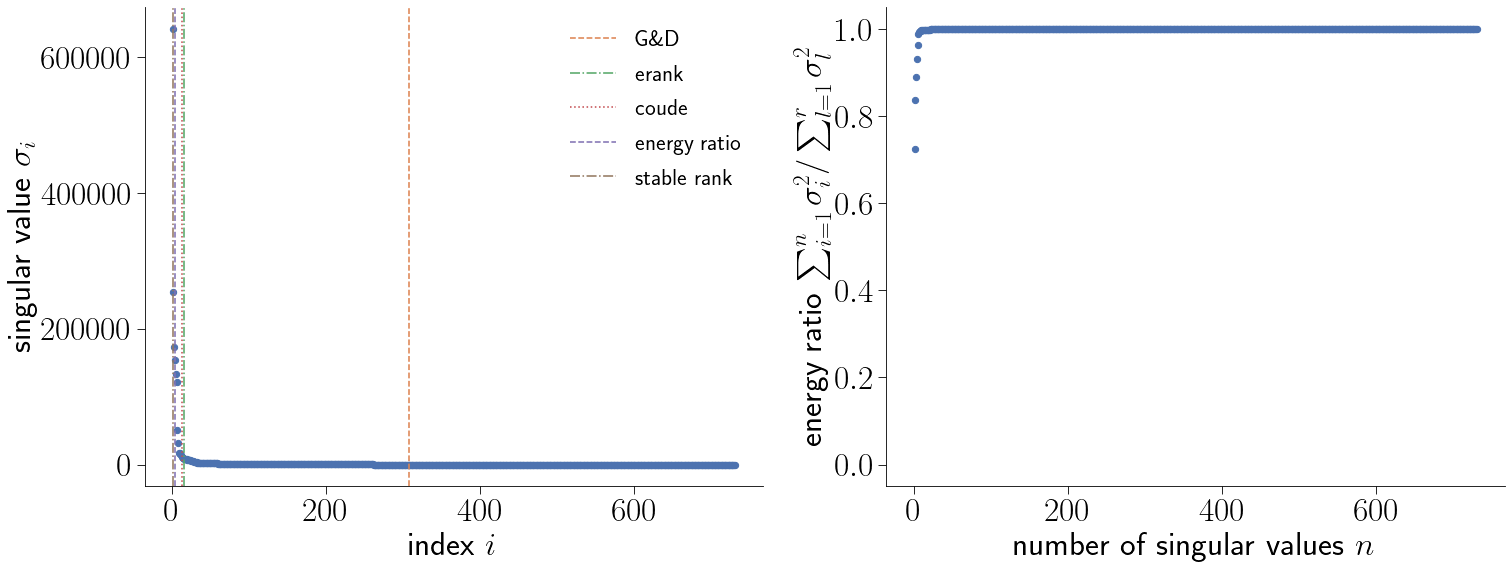 600000
400000
200000
0
singular value σ_i
0 200 400 600
index i
G&D
erank
coude
energy ratio
stable rank
1.0
0.8
0.6
0.4
0.2
0.0
energy ratio ∑_{i=1}^{n} σ_i^2 / ∑_{l=1}^{r} σ_l^2
0 200 400 600
number of singular values n